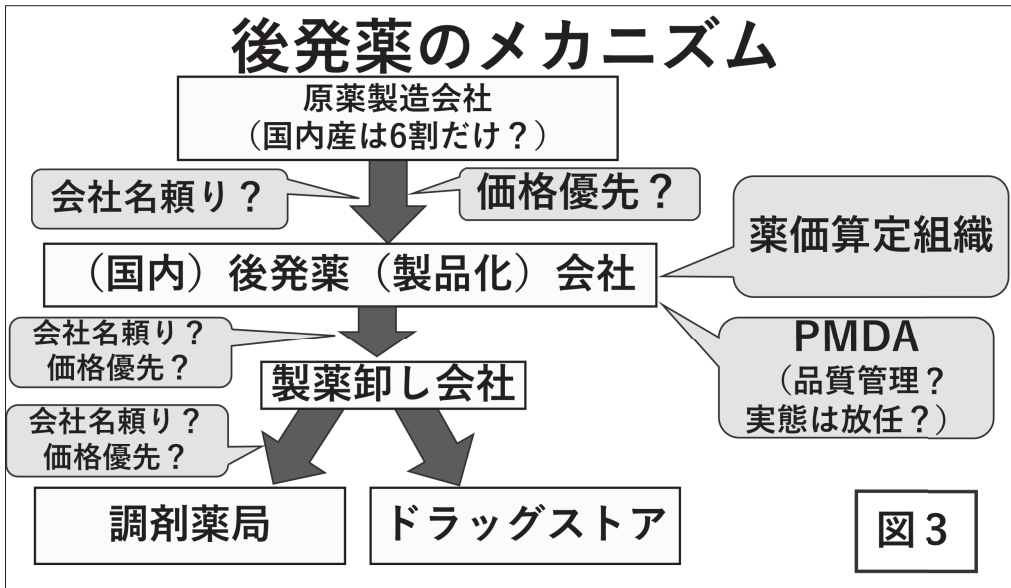 後発薬のメカニズム
原薬製造会社
（国内産は6割だけ？）
会社名頼り？
価格優先？
薬価算定組織
（国内）後発薬（製品化）会社
会社名頼り？
価格優先？
PMDA
（品質管理？
実態は放任？）
製薬卸し会社
会社名頼り？
価格優先？
調剤薬局
ドラッグストア
図３